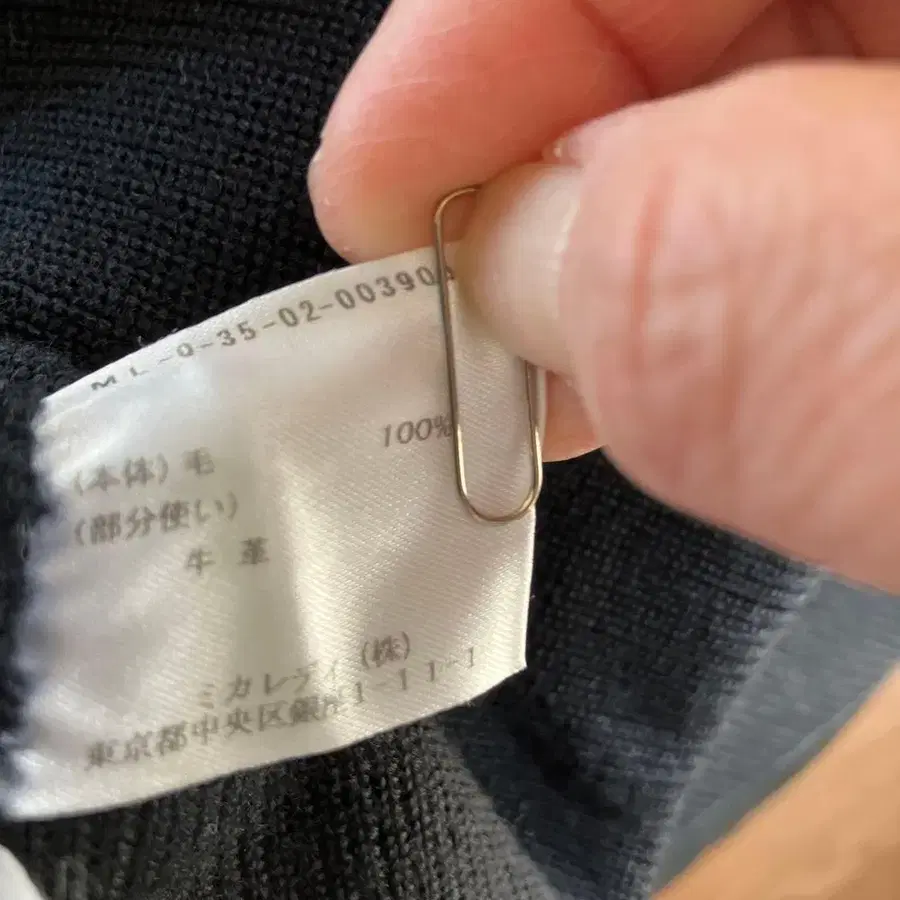 ML-0-35-02-00390
(本体) 毛 100%
(部分使い)
牛 革
ミカレディ (株)
東京都中央区銀座1-11-1